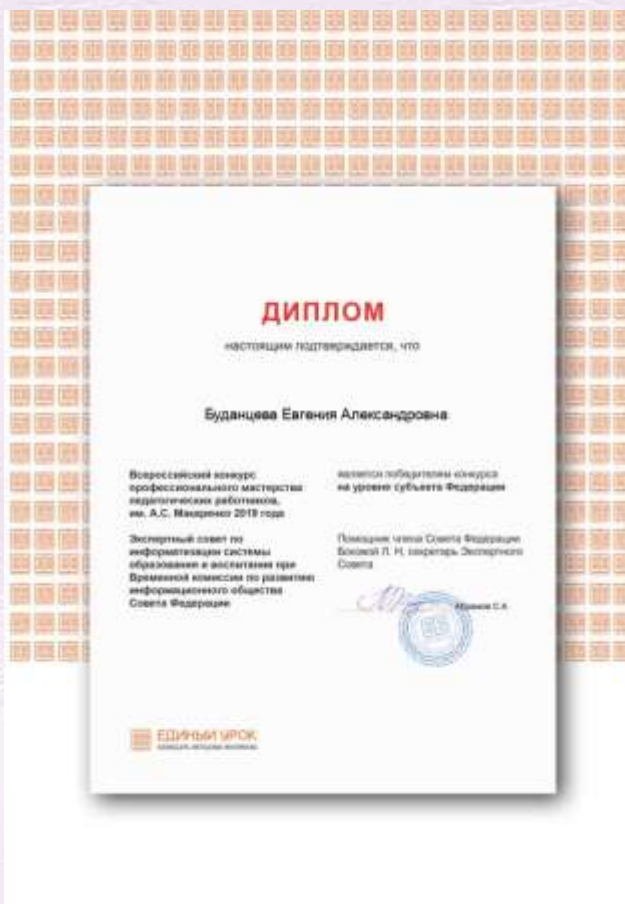 ДИПЛОМ
настоящим подтверждается, что
Буданцева Евгения Александровна
Всероссийский конкурс
профессионального мастерства
педагогических работников,
им. А.С. Макаренко 2019 года
является победителем конкурса
на уровне субъекта Федерации
Экспертный совет по
информатизации системы
образования и воспитания при
Временной комиссии по развитию
информационного общества
Совета Федерации
Помощник члена Совета Федерации
Боковой Л. Н. секретарь Экспертного
Совета
Абрамов С.А
ЕДИНЫЙ УРОК